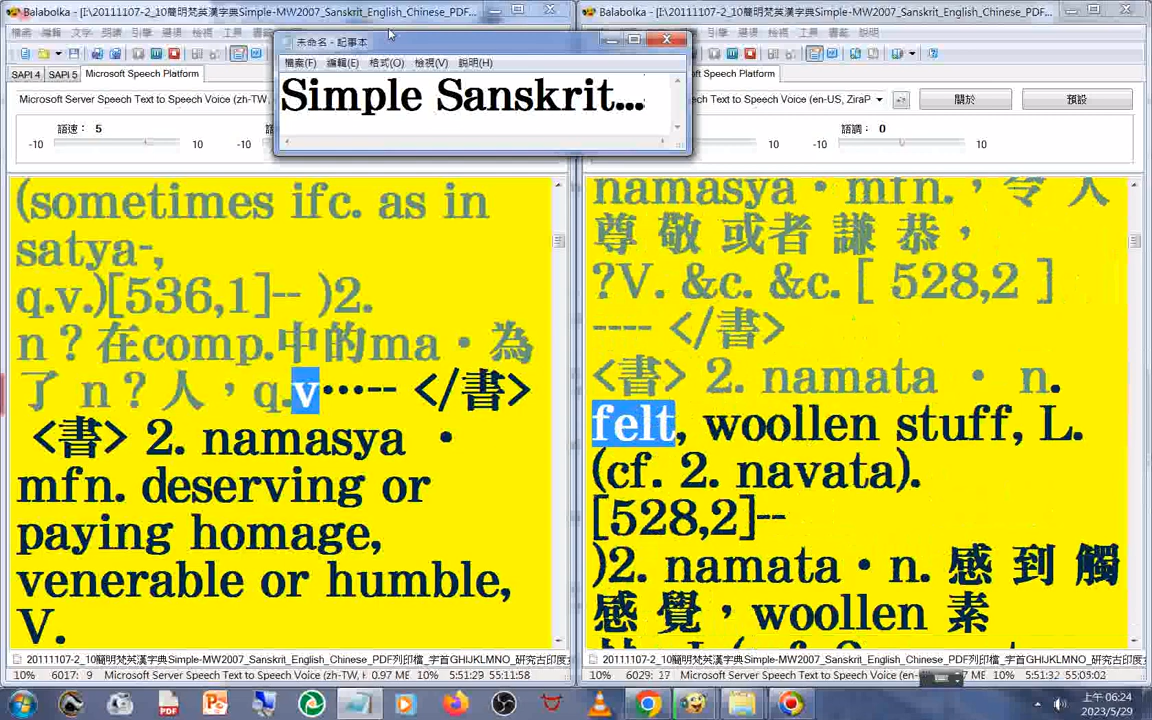 Balabolka - [I:\20111107-2_10簡明梵英漢字典Simple-MW2007_Sanskrit_English_Chinese_PDF...
Balabolka - [I:\20111107-2_10簡明梵英漢字典Simple-MW2007_Sanskrit_English_Chinese_PDF...
未命名 - 記事本
檔案(F) 編輯(E) 格式(O) 檢視(V) 說明(H)
Simple Sanskrit...
SAPI 4 SAPI 5 Microsoft Speech Platform
Microsoft Server Speech Text to Speech Voice (zh-TW,
語速： 5
-10 10 -10
ech Platform
ech Text to Speech Voice (en-US, ZiraP
關於 預設
語調： 0
10 -10 10
(sometimes ifc. as in
satya-,
q.v.)[536,1]-- )2.
n？在comp.中的ma・為
了 n？人，q.v…-- </書>
<書> 2. namasya ・
mfn. deserving or
paying homage,
venerable or humble,
V.
namasya・mfn.，令 人
尊 敬 或者 謙 恭，
?V. &c. &c. [ 528,2 ]
---- </書>
<書> 2. namata ・ n.
felt, woollen stuff, L.
(cf. 2. navata).
[528,2]--
)2. namata・n. 感 到 觸
感 覺，woollen 素
20111107-2_10簡明梵英漢字典Simple-MW2007_Sanskrit_English_Chinese_PDF列印檔_字首GHIJKLMNO_研究古印度
10% 6017: 9 Microsoft Server Speech Text to Speech Voice (zh-TW, 0.97 MB 10% 5:51:29 55:11:58
20111107-2_10簡明梵英漢字典Simple-MW2007_Sanskrit_English_Chinese_PDF列印檔_字首GHIJKLMNO_研究古印度
10% 6029: 17 Microsoft Server Speech Text to Speech 10% 5:51:32
上午 06:24
2023/5/29